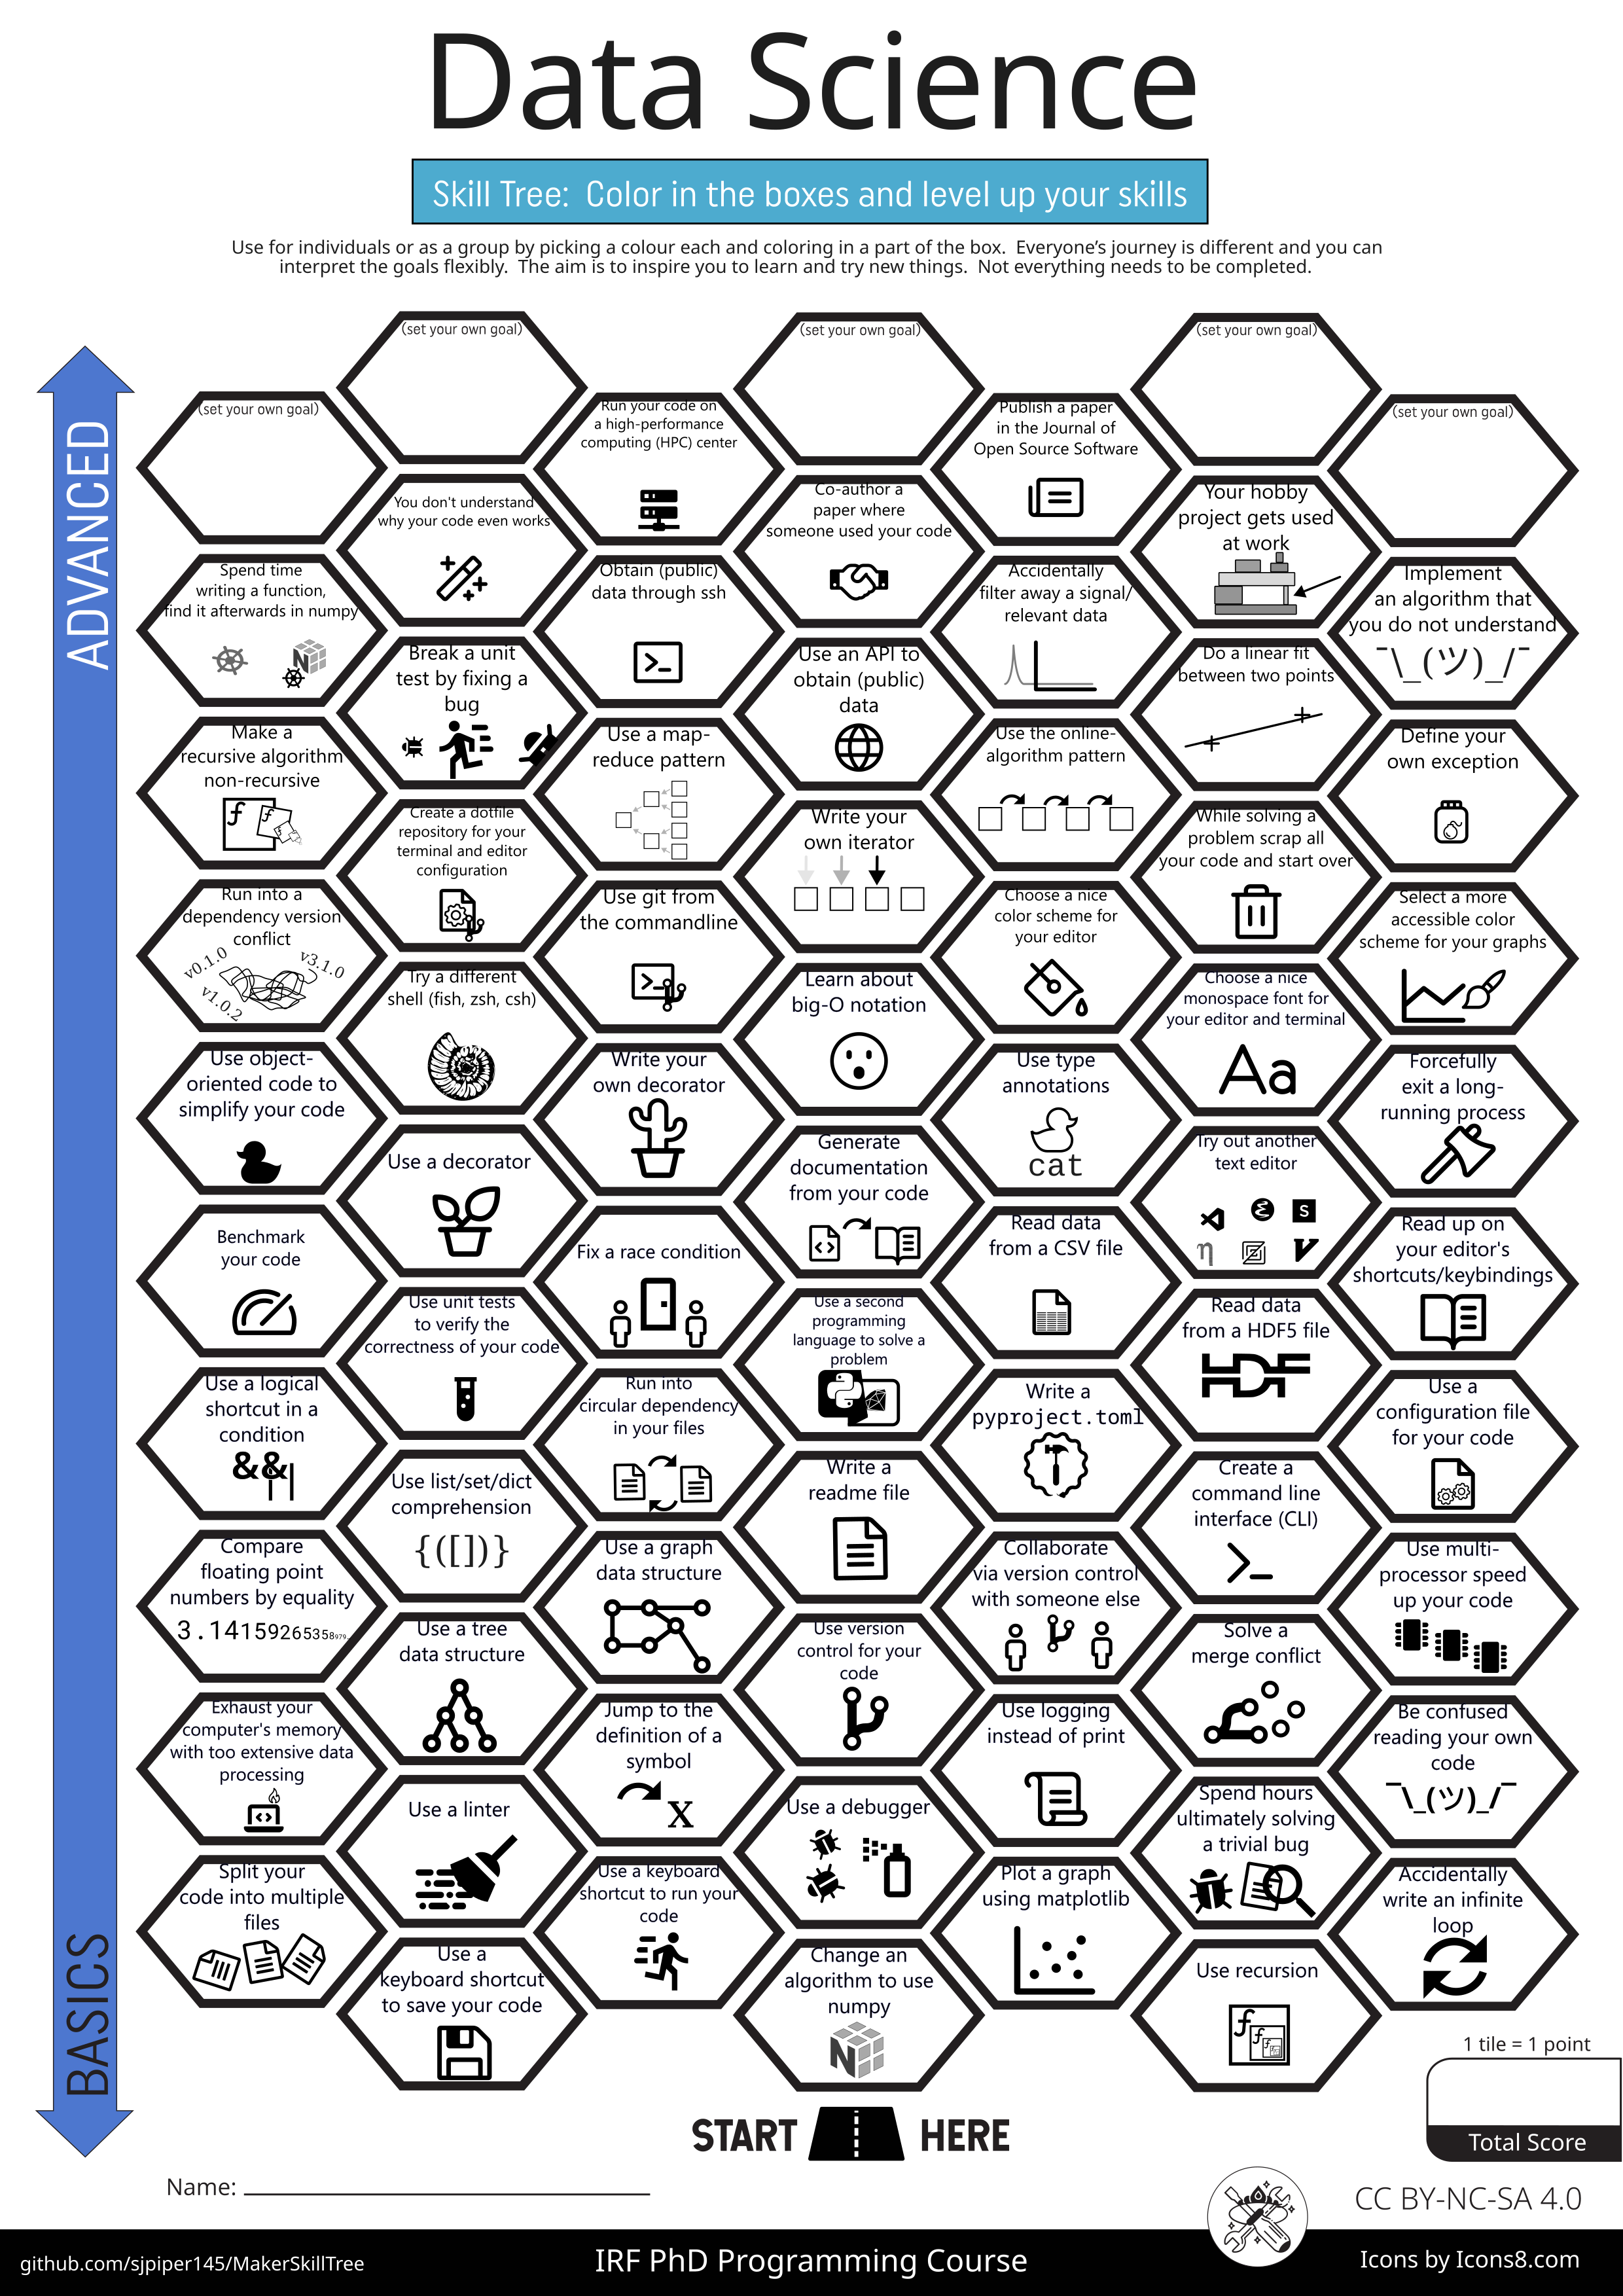 Data Science
Skill Tree:  Color in the boxes and level up your skills
Use for individuals or as a group by picking a colour each and coloring in a part of the box.  Everyone’s journey is different and you can
interpret the goals flexibly.  The aim is to inspire you to learn and try new things.  Not everything needs to be completed.
ADVANCED
BASICS
(set your own goal)
(set your own goal)
(set your own goal)
(set your own goal)
(set your own goal)
Run your code on
a high-performance
computing (HPC) center
Publish a paper
in the Journal of
Open Source Software
You don't understand
why your code even works
Co-author a
paper where
someone used your code
Your hobby
project gets used
at work
Spend time
writing a function,
find it afterwards in numpy
N
Obtain (public)
data through ssh
>_
Accidentally
filter away a signal/
relevant data
Implement
an algorithm that
you do not understand
¯\_(ツ)_/¯
Break a unit
test by fixing a
bug
Use an API to
obtain (public)
data
Do a linear fit
between two points
Make a
recursive algorithm
non-recursive
f
f
Use a map-
reduce pattern
Use the online-
algorithm pattern
Define your
own exception
Create a dotfile
repository for your
terminal and editor
configuration
Write your
own iterator
While solving a
problem scrap all
your code and start over
Run into a
dependency version
conflict
v0.1.0
v3.1.0
v1.0.2
Use git from
the commandline
>_
Choose a nice
color scheme for
your editor
Select a more
accessible color
scheme for your graphs
Try a different
shell (fish, zsh, csh)
Learn about
big-O notation
Choose a nice
monospace font for
your editor and terminal
Aa
Use object-
oriented code to
simplify your code
Write your
own decorator
Use type
annotations
cat
Forcefully
exit a long-
running process
Use a decorator
Generate
documentation
from your code
Try out another
text editor
S
η
Benchmark
your code
Fix a race condition
Read data
from a CSV file
Read up on
your editor's
shortcuts/keybindings
Use unit tests
to verify the
correctness of your code
Use a second
programming
language to solve a
problem
Read data
from a HDF5 file
HDF
Use a logical
shortcut in a
condition
&&
||
Run into
circular dependency
in your files
Write a
pyproject.toml
Use a
configuration file
for your code
Use list/set/dict
comprehension
{([])}
Write a
readme file
Create a
command line
interface (CLI)
>_
Compare
floating point
numbers by equality
3.14159265358979
Use a graph
data structure
Collaborate
via version control
with someone else
Use multi-
processor speed
up your code
Use a tree
data structure
Use version
control for your
code
Solve a
merge conflict
Exhaust your
computer's memory
with too extensive data
processing
Jump to the
definition of a
symbol
x
Use logging
instead of print
Be confused
reading your own
code
¯\_(ツ)_/¯
Use a linter
Use a debugger
Spend hours
ultimately solving
a trivial bug
Split your
code into multiple
files
Use a keyboard
shortcut to run your
code
Plot a graph
using matplotlib
Accidentally
write an infinite
loop
Use a
keyboard shortcut
to save your code
Change an
algorithm to use
numpy
N
Use recursion
f
f
f
1 tile = 1 point
Total Score
START HERE
Name:
CC BY-NC-SA 4.0
github.com/sjpiper145/MakerSkillTree
IRF PhD Programming Course
Icons by Icons8.com